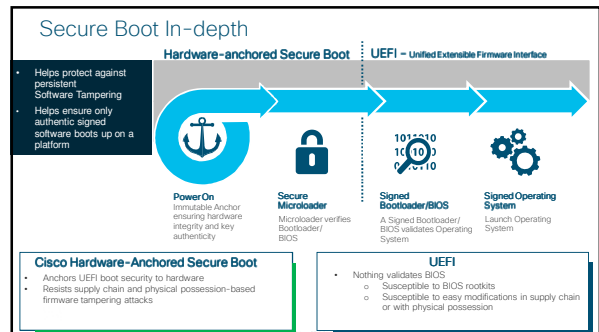 Secure Boot In-depth
Hardware-anchored Secure Boot
UEFI – Unified Extensible Firmware Interface
• Helps protect against
persistent
Software Tampering
• Helps ensure only
authentic signed
software boots up on a
platform
1011010
101010
010110
Power On
Immutable Anchor
ensuring hardware
integrity and key
authenticity
Secure
Microloader
Microloader verifies
Bootloader/
BIOS
Signed
Bootloader/BIOS
A Signed Bootloader/
BIOS validates Operating
System
Signed Operating
System
Launch Operating
System
Cisco Hardware-Anchored Secure Boot
• Anchors UEFI boot security to hardware
• Resists supply chain and physical possession-based
firmware tampering attacks
UEFI
• Nothing validates BIOS
o Susceptible to BIOS rootkits
o Susceptible to easy modifications in supply chain
or with physical possession